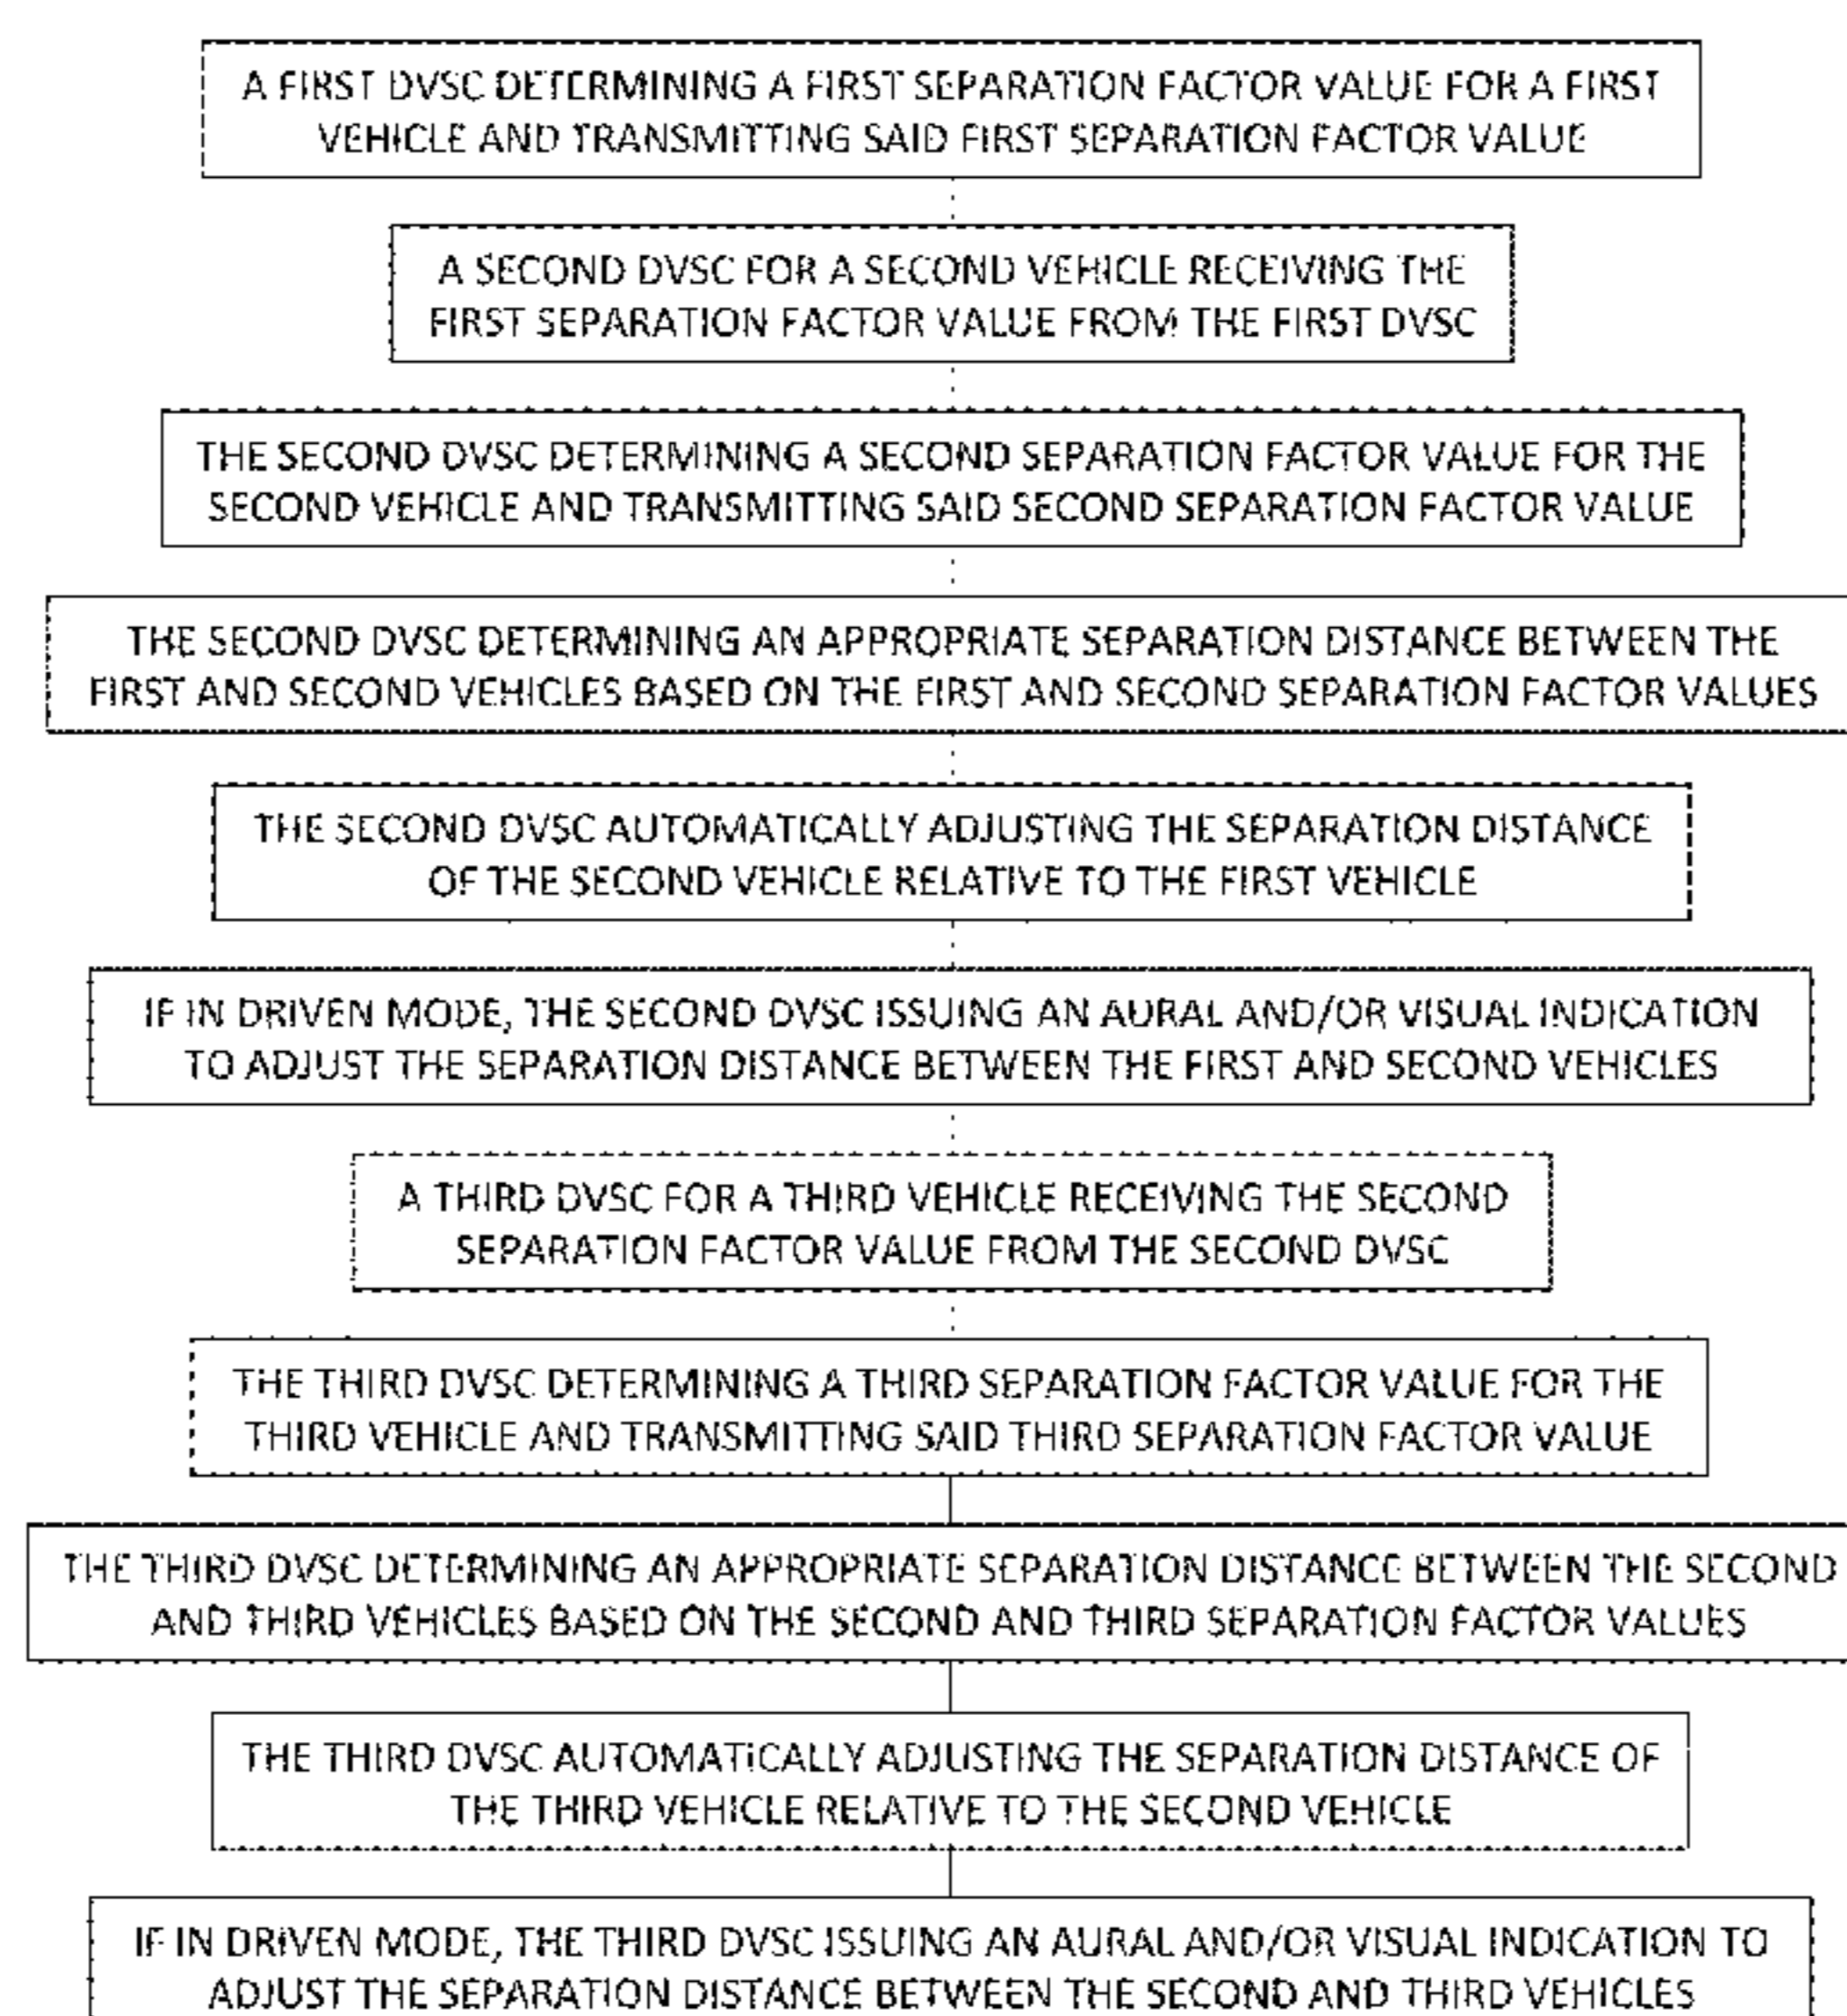 A FIRST DVSC DETERMINING A FIRST SEPARATION FACTOR VALUE FOR A FIRST
VEHICLE AND TRANSMITTING SAID FIRST SEPARATION FACTOR VALUE
A SECOND DVSC FOR A SECOND VEHICLE RECEIVING THE
FIRST SEPARATION FACTOR VALUE FROM THE FIRST DVSC
THE SECOND DVSC DETERMINING A SECOND SEPARATION FACTOR VALUE FOR THE
SECOND VEHICLE AND TRANSMITTING SAID SECOND SEPARATION FACTOR VALUE
THE SECOND DVSC DETERMINING AN APPROPRIATE SEPARATION DISTANCE BETWEEN THE
FIRST AND SECOND VEHICLES BASED ON THE FIRST AND SECOND SEPARATION FACTOR VALUES
THE SECOND DVSC AUTOMATICALLY ADJUSTING THE SEPARATION DISTANCE
OF THE SECOND VEHICLE RELATIVE TO THE FIRST VEHICLE
IF IN DRIVEN MODE, THE SECOND DVSC ISSUING AN AURAL AND/OR VISUAL INDICATION
TO ADJUST THE SEPARATION DISTANCE BETWEEN THE FIRST AND SECOND VEHICLES
A THIRD DVSC FOR A THIRD VEHICLE RECEIVING THE SECOND
SEPARATION FACTOR VALUE FROM THE SECOND DVSC
THE THIRD DVSC DETERMINING A THIRD SEPARATION FACTOR VALUE FOR THE
THIRD VEHICLE AND TRANSMITTING SAID THIRD SEPARATION FACTOR VALUE
THE THIRD DVSC DETERMINING AN APPROPRIATE SEPARATION DISTANCE BETWEEN THE SECOND
AND THIRD VEHICLES BASED ON THE SECOND AND THIRD SEPARATION FACTOR VALUES
THE THIRD DVSC AUTOMATICALLY ADJUSTING THE SEPARATION DISTANCE OF
THE THIRD VEHICLE RELATIVE TO THE SECOND VEHICLE
IF IN DRIVEN MODE, THE THIRD DVSC ISSUING AN AURAL AND/OR VISUAL INDICATION TO
ADJUST THE SEPARATION DISTANCE BETWEEN THE SECOND AND THIRD VEHICLES